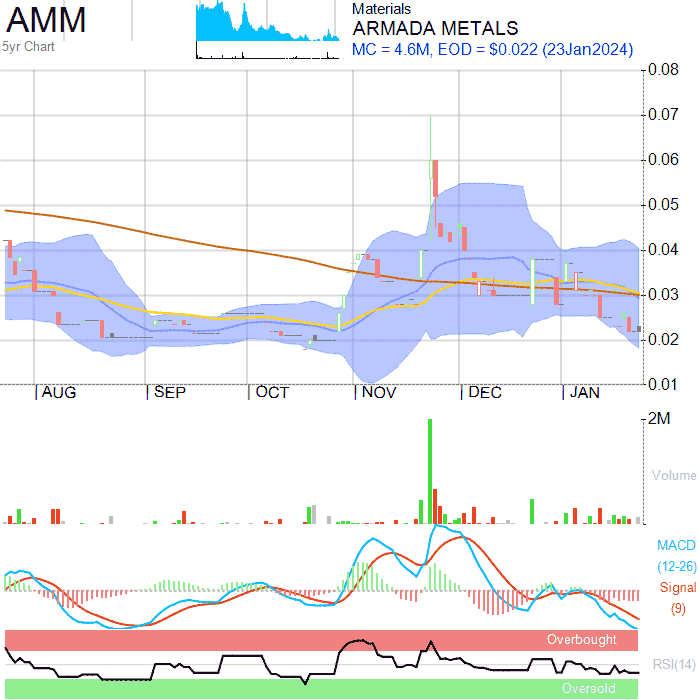 AMM
5yr Chart
Materials
ARMADA METALS
MC = 4.6M, EOD = $0.022 (23Jan2024)
0.08
0.07
0.06
0.05
0.04
0.03
0.02
0.01
AUG SEP OCT NOV DEC JAN
2M
Volume
MACD
(12-26)
Signal
(9)
Overbought
RSI(14)
Oversold